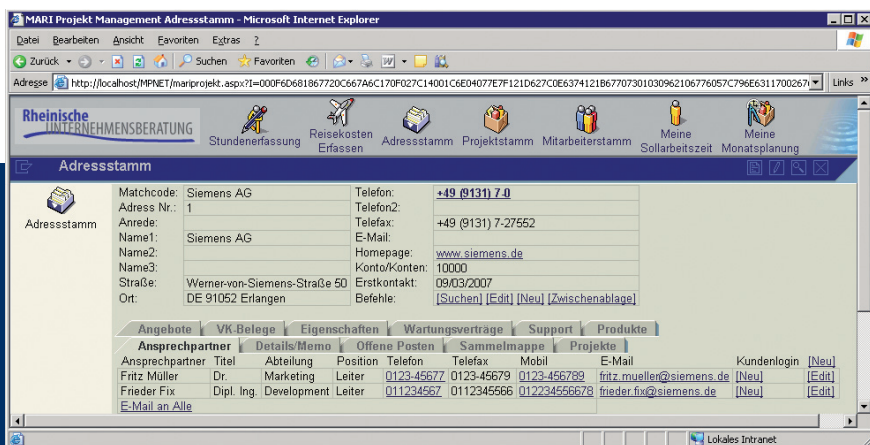 MARI Projekt Management Adressstamm - Microsoft Internet Explorer
Datei Bearbeiten Ansicht Favoriten Extras ?
Zurück Suchen Favoriten
Adresse http://localhost/MPNET/mariprojekt.aspx?I= Links »
Rheinische
UNTERNEHMENSBERATUNG
Stundenerfassung Reisekosten Erfassen Adressstamm Projektstamm Mitarbeiterstamm Meine Sollarbeitszeit Meine Monatsplanung
Adressstamm
Adressstamm
Matchcode: Siemens AG Telefon: +49 (9131) 7-0
Adress Nr.: 1 Telefon2:
Anrede: Telefax: +49 (9131) 7-27552
Name1: Siemens AG E-Mail:
Name2: Homepage: www.siemens.de
Name3: Konto/Konten: 10000
Straße: Werner-von-Siemens-Straße 50 Erstkontakt: 09/03/2007
Ort: DE 91052 Erlangen Befehle: [Suchen] [Edit] [Neu] [Zwischenablage]
Angebote VK-Belege Eigenschaften Wartungsverträge Support Produkte
Ansprechpartner Details/Memo Offene Posten Sammelmappe Projekte
Ansprechpartner Titel Abteilung Position Telefon Telefax Mobil E-Mail Kundenlogin [Neu]
Fritz Müller Dr. Marketing Leiter 0123-45677 0123-45679 0123-456789 fritz.mueller@siemens.de [Neu] [Edit]
Frieder Fix Dipl. Ing. Development Leiter 011234567 0112345566 012234556678 frieder.fix@siemens.de [Neu] [Edit]
E-Mail an Alle
Lokales Intranet